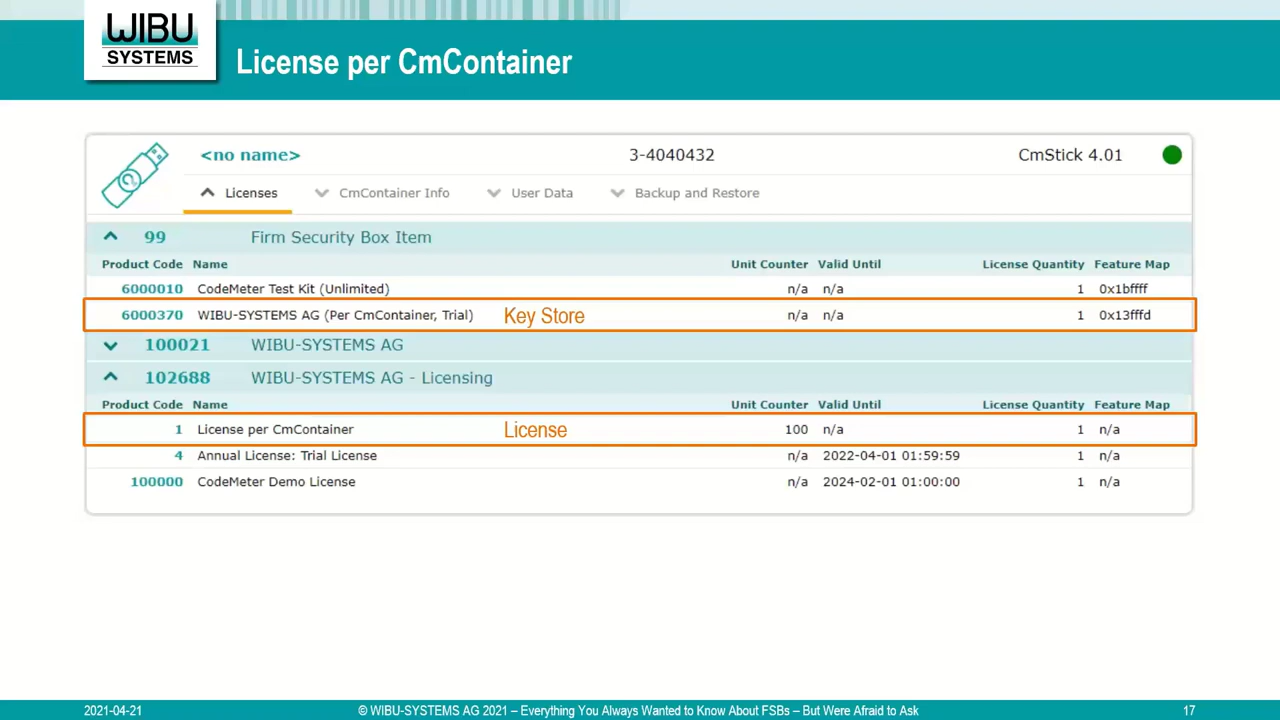 WIBU
SYSTEMS
License per CmContainer
<no name> 3-4040432 CmStick 4.01
Licenses CmContainer Info User Data Backup and Restore
99 Firm Security Box Item
Product Code Name Unit Counter Valid Until License Quantity Feature Map
6000010 CodeMeter Test Kit (Unlimited) n/a n/a 1 0x1bffff
6000370 WIBU-SYSTEMS AG (Per CmContainer, Trial) Key Store n/a n/a 1 0x13fffd
100021 WIBU-SYSTEMS AG
102688 WIBU-SYSTEMS AG - Licensing
Product Code Name Unit Counter Valid Until License Quantity Feature Map
1 License per CmContainer License 100 n/a 1 n/a
4 Annual License: Trial License n/a 2022-04-01 01:59:59 1 n/a
100000 CodeMeter Demo License n/a 2024-02-01 01:00:00 1 n/a
2021-04-21 © WIBU-SYSTEMS AG 2021 – Everything You Always Wanted to Know About FSBs – But Were Afraid to Ask 17